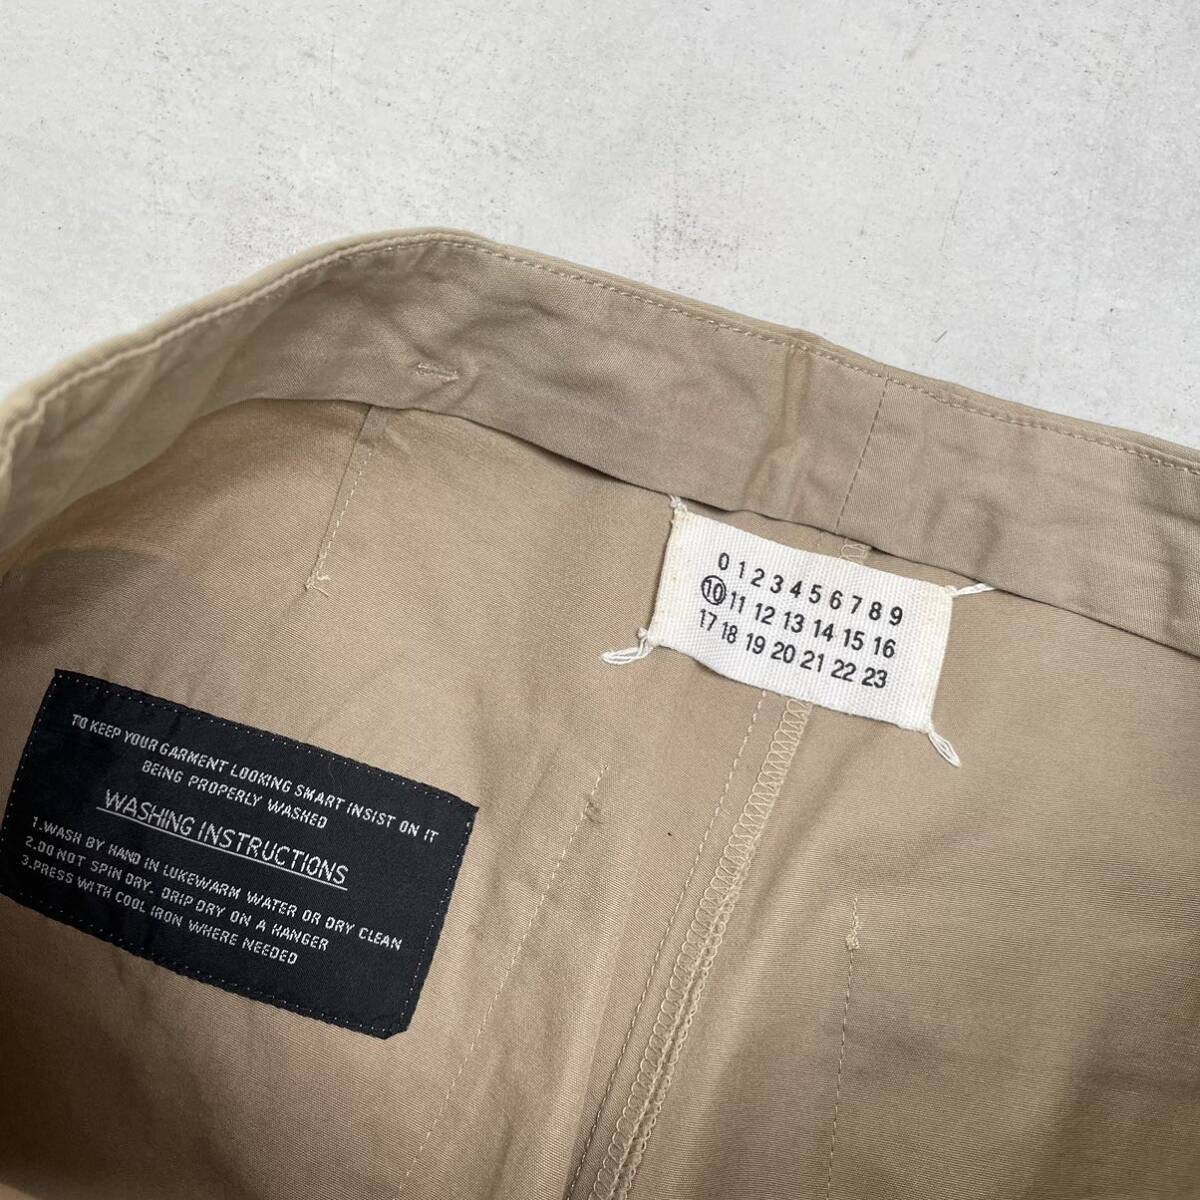 0 1 2 3 4 5 6 7 8 9
10 11 12 13 14 15 16
17 18 19 20 21 22 23
TO KEEP YOUR GARMENT LOOKING SMART INSIST ON IT
BEING PROPERLY WASHED
WASHING INSTRUCTIONS
1.WASH BY HAND IN LUKEWARM WATER OR DRY CLEAN
2.DO NOT SPIN DRY. DRIP DRY ON A HANGER
3.PRESS WITH COOL IRON WHERE NEEDED